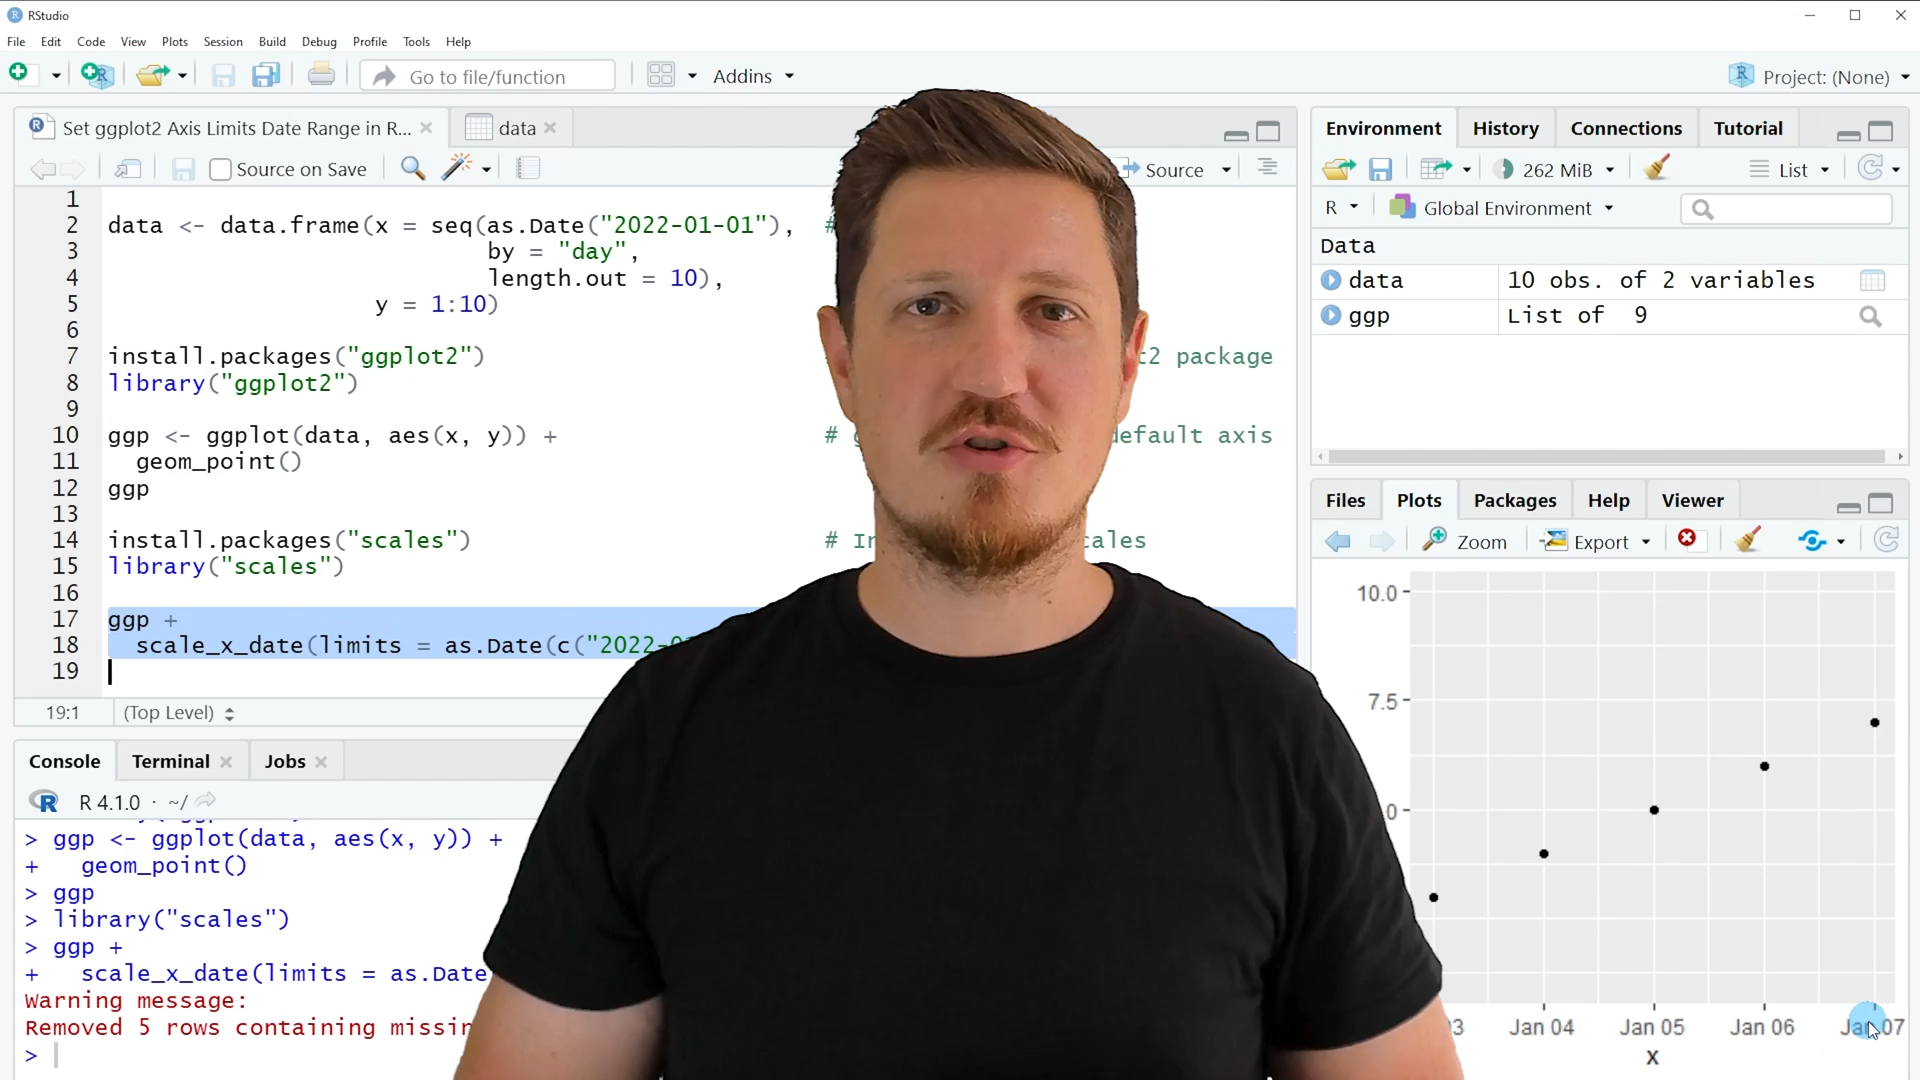 RStudio
File Edit Code View Plots Session Build Debug Profile Tools Help
Go to file/function Addins Project: (None)
Set ggplot2 Axis Limits Date Range in R... data
Source on Save Source
1
2 data <- data.frame(x = seq(as.Date("2022-01-01"), #
3 by = "day",
4 length.out = 10),
5 y = 1:10)
6
7 install.packages("ggplot2") package
8 library("ggplot2")
9
10 ggp <- ggplot(data, aes(x, y)) + # default axis
11 geom_point()
12 ggp
13
14 install.packages("scales") #
15 library("scales")
16
17 ggp +
18 scale_x_date(limits = as.Date(c("2022-
19
19:1 (Top Level)
Console Terminal Jobs
R 4.1.0 · ~/
> ggp <- ggplot(data, aes(x, y)) +
+ geom_point()
> ggp
> library("scales")
> ggp +
+ scale_x_date(limits = as.Date
Warning message:
Removed 5 rows containing
>
Environment History Connections Tutorial
262 MiB List
R Global Environment
Data
data 10 obs. of 2 variables
ggp List of 9
Files Plots Packages Help Viewer
Zoom Export
10.0
7.5
Jan 04 Jan 05 Jan 06 Jan 07
x